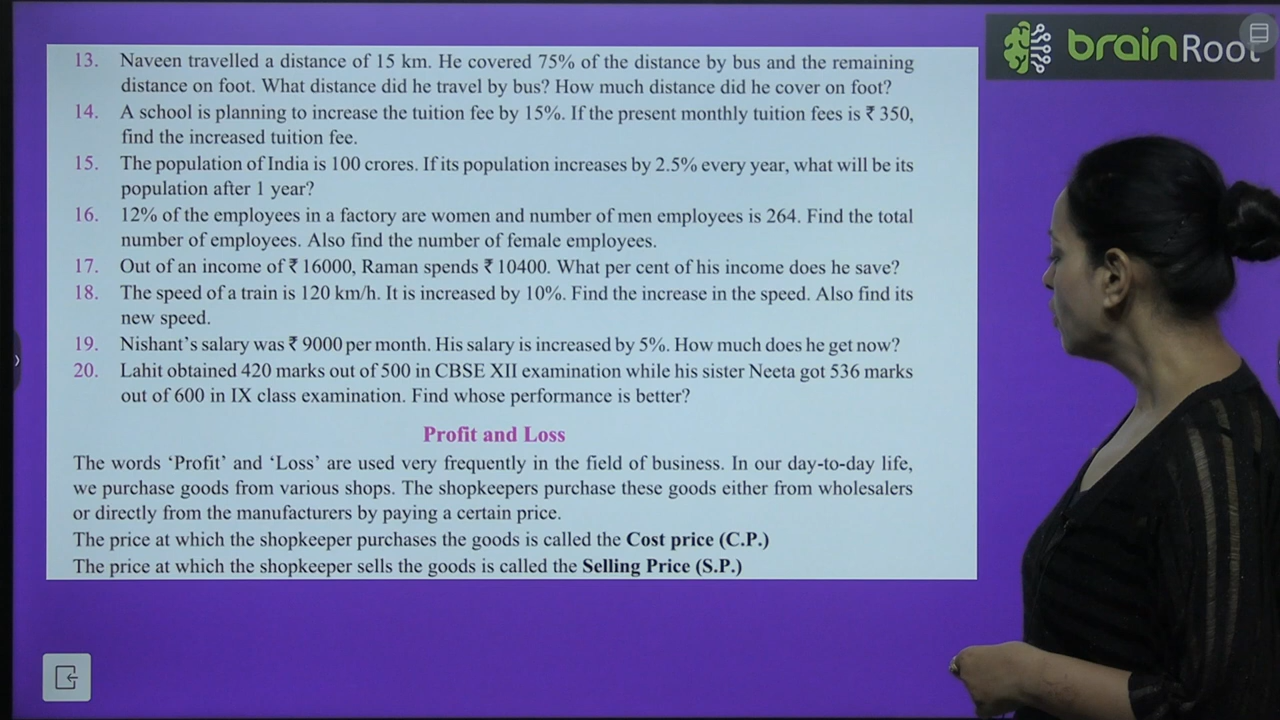 brainRoot
13. Naveen travelled a distance of 15 km. He covered 75% of the distance by bus and the remaining
distance on foot. What distance did he travel by bus? How much distance did he cover on foot?
14. A school is planning to increase the tuition fee by 15%. If the present monthly tuition fees is ₹ 350,
find the increased tuition fee.
15. The population of India is 100 crores. If its population increases by 2.5% every year, what will be its
population after 1 year?
16. 12% of the employees in a factory are women and number of men employees is 264. Find the total
number of employees. Also find the number of female employees.
17. Out of an income of ₹ 16000, Raman spends ₹ 10400. What per cent of his income does he save?
18. The speed of a train is 120 km/h. It is increased by 10%. Find the increase in the speed. Also find its
new speed.
19. Nishant's salary was ₹ 9000 per month. His salary is increased by 5%. How much does he get now?
20. Lahit obtained 420 marks out of 500 in CBSE XII examination while his sister Neeta got 536 marks
out of 600 in IX class examination. Find whose performance is better?
Profit and Loss
The words 'Profit' and 'Loss' are used very frequently in the field of business. In our day-to-day life,
we purchase goods from various shops. The shopkeepers purchase these goods either from wholesalers
or directly from the manufacturers by paying a certain price.
The price at which the shopkeeper purchases the goods is called the Cost price (C.P.)
The price at which the shopkeeper sells the goods is called the Selling Price (S.P.)